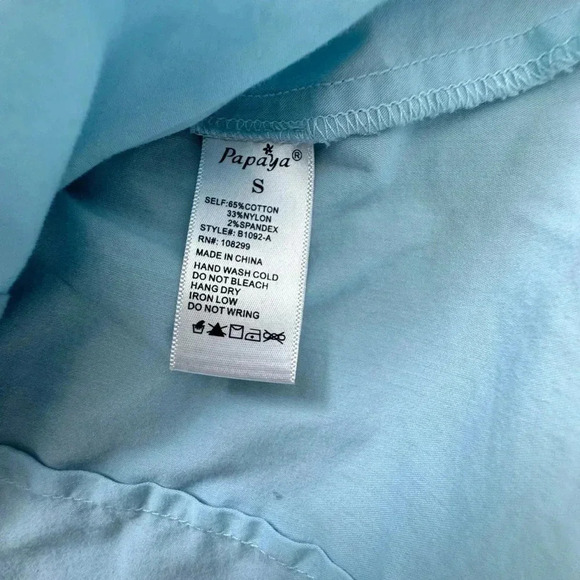 Papaya®
S
SELF:65%COTTON
33%NYLON
2%SPANDEX
STYLE#: B1092-A
RN#: 108299
MADE IN CHINA
HAND WASH COLD
DO NOT BLEACH
HANG DRY
IRON LOW
DO NOT WRING